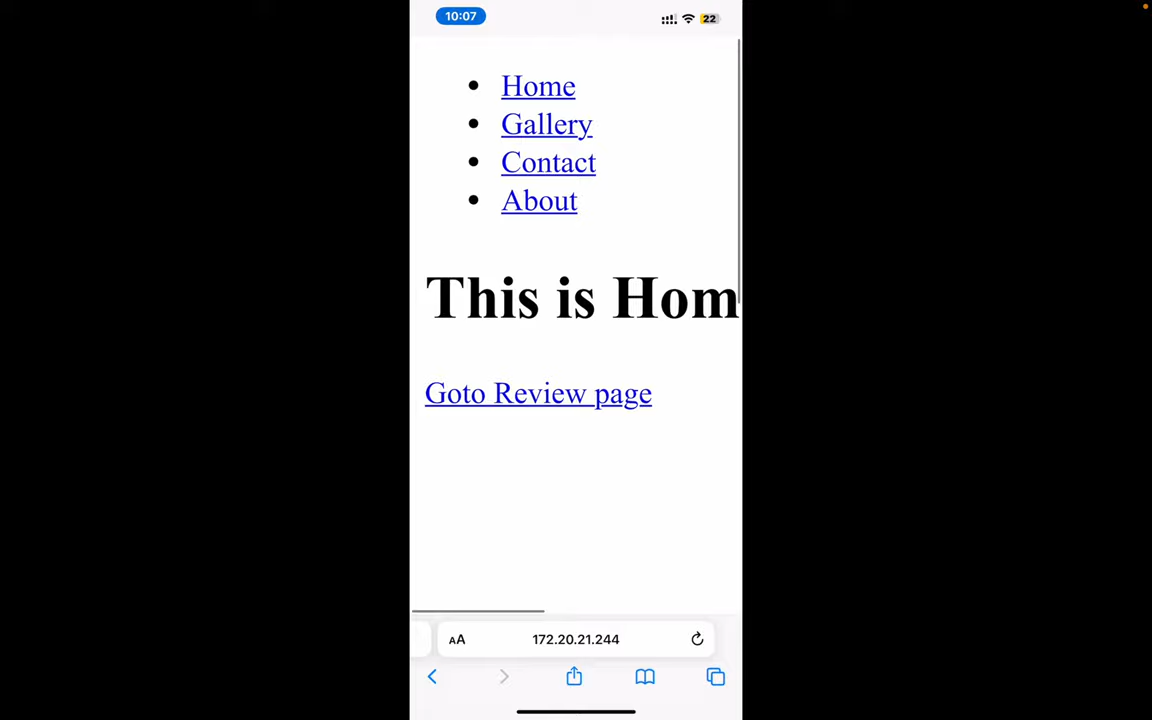 10:07
22
Home
Gallery
Contact
About
This is Hom
Goto Review page
AA
172.20.21.244